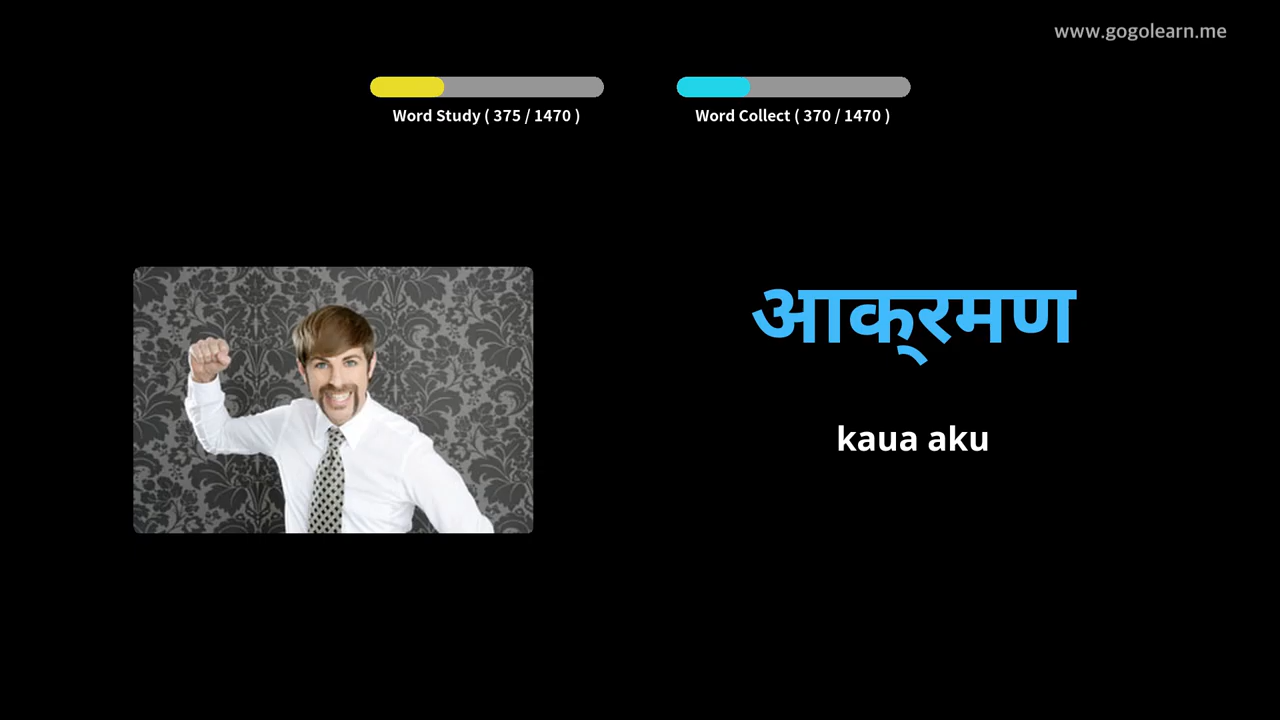 www.gogolearn.me
Word Study ( 375 / 1470 )
Word Collect ( 370 / 1470 )
आक्‌रमण
kaua aku